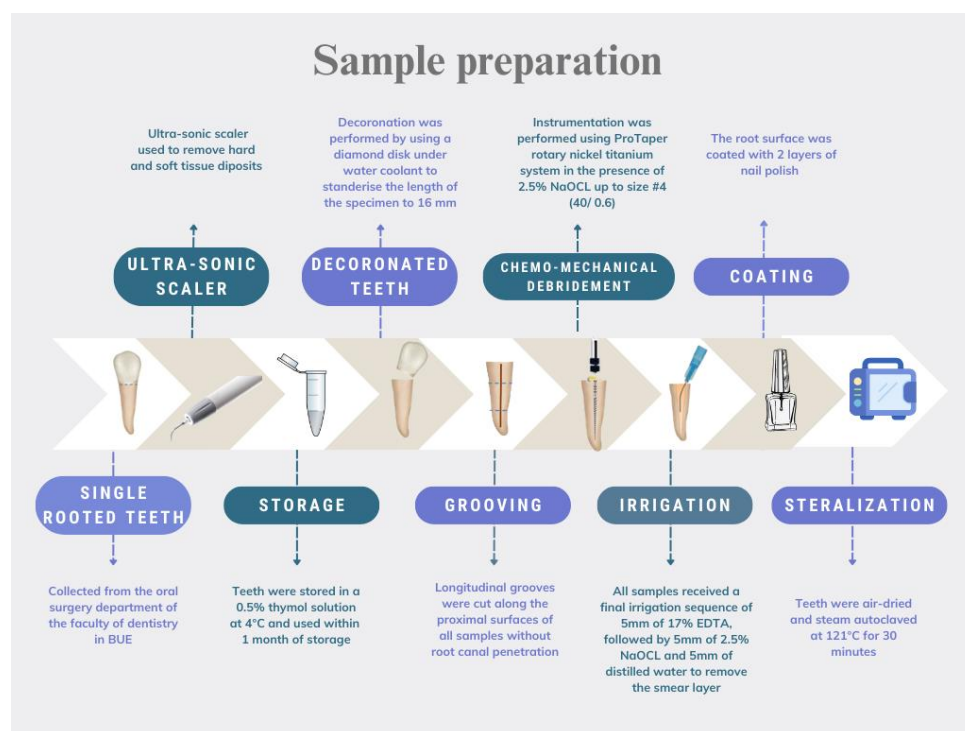 Sample preparation
Ultra-sonic scaler
used to remove hard
and soft tissue diposits
Decoronation was
performed by using a
diamond disk under
water coolant to
standerise the length of
the specimen to 16 mm
Instrumentation was
performed using ProTaper
rotary nickel titanium
system in the presence of
2.5% NaOCL up to size #4
(40/ 0.6)
The root surface was
coated with 2 layers of
nail polish
ULTRA-SONIC
SCALER
DECORONATED
TEETH
CHEMO-MECHANICAL
DEBRIDEMENT
COATING
SINGLE
ROOTED TEETH
STORAGE
GROOVING
IRRIGATION
STERALIZATION
Collected from the oral
surgery department of
the faculty of dentistry
in BUE
Teeth were stored in a
0.5% thymol solution
at 4°C and used within
1 month of storage
Longitudinal grooves
were cut along the
proximal surfaces of
all samples without
root canal penetration
All samples received a
final irrigation sequence of
5mm of 17% EDTA,
followed by 5mm of 2.5%
NaOCL and 5mm of
distilled water to remove
the smear layer
Teeth were air-dried
and steam autoclaved
at 121°C for 30
minutes